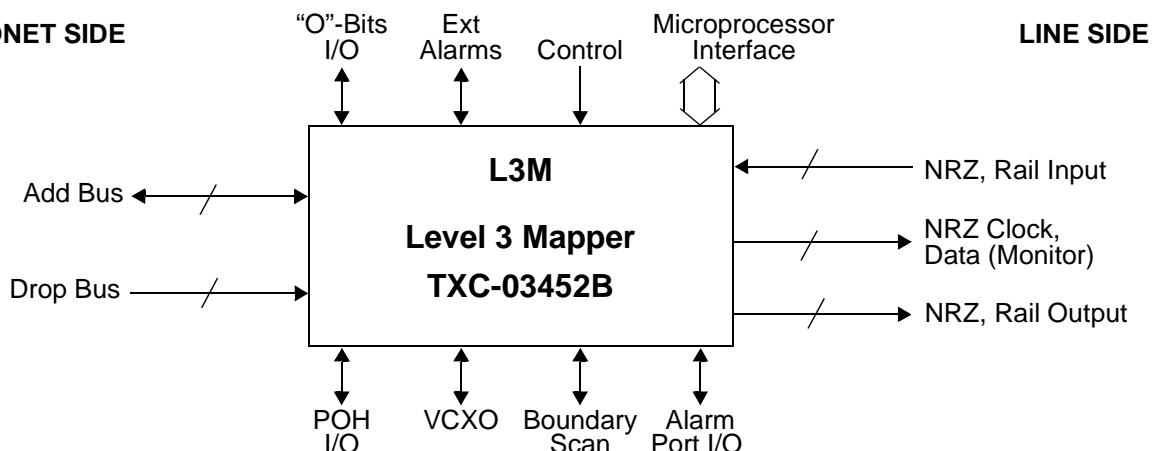 ONET SIDE
“O”-Bits
I/O
Ext
Alarms
Control
Microprocessor
Interface
LINE SIDE
L3M
Level 3 Mapper
TXC-03452B
Add Bus
Drop Bus
NRZ, Rail Input
NRZ Clock,
Data (Monitor)
NRZ, Rail Output
POH
I/O
VCXO
Boundary
Scan
Alarm
Port I/O